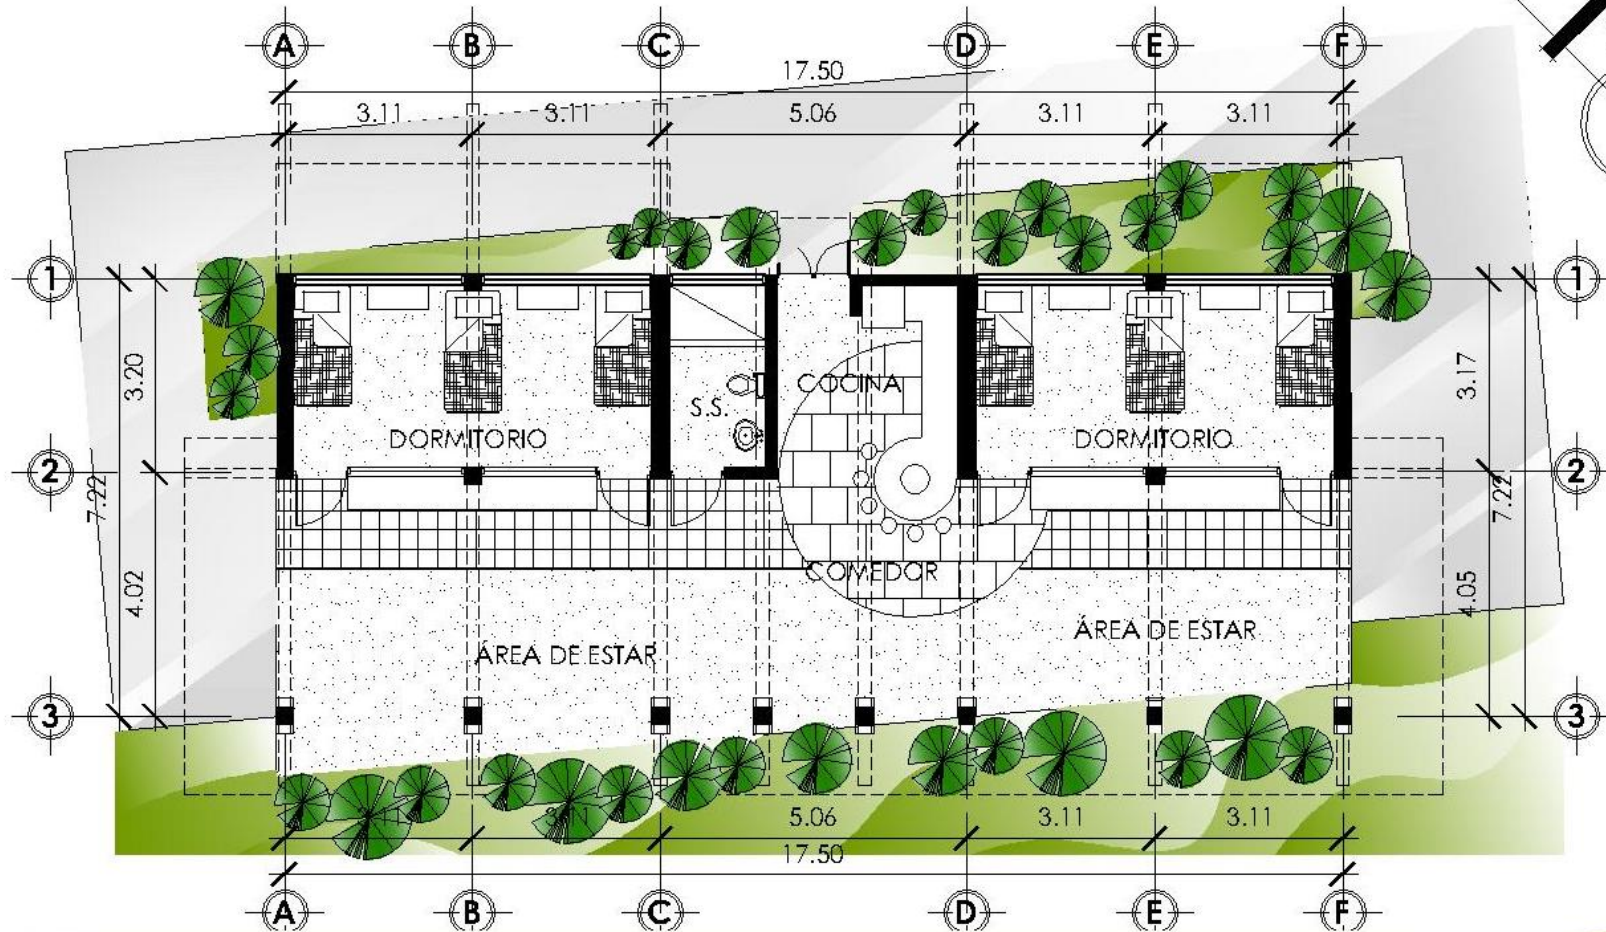 A B C D E F
17.50
3.11 3.11 5.06 3.11 3.11
1 1
3.20 3.17
COCINA
S.S.
DORMITORIO DORMITORIO
2 2
7.22 7.22
COMEDOR
4.02 4.05
ÁREA DE ESTAR ÁREA DE ESTAR
3 3
5.06 3.11 3.11
17.50
A B C D E F